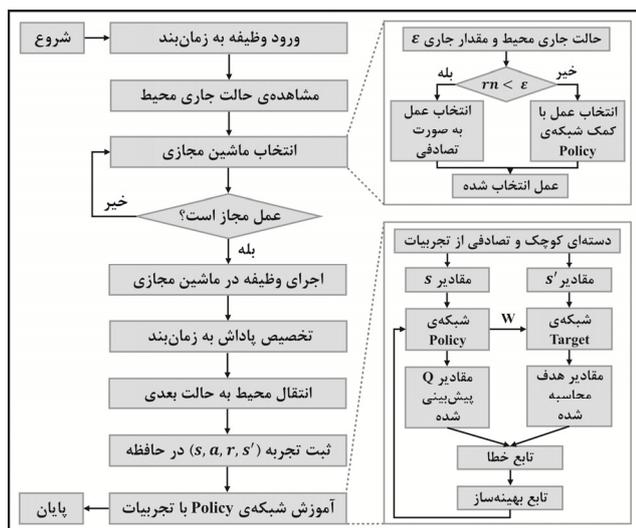 شروع
ورود وظیفه به زمان‌بند
مشاهده‌ی حالت جاری محیط
انتخاب ماشین مجازی
عمل مجاز است؟
خیر
بله
اجرای وظیفه در ماشین مجازی
تخصیص پاداش به زمان‌بند
انتقال محیط به حالت بعدی
ثبت تجربه (s, a, r, s′) در حافظه
آموزش شبکه‌ی Policy با تجربیات
پایان
حالت جاری محیط و مقدار جاری ε
rn < ε
خیر
بله
انتخاب عمل با
کمک شبکه‌ی
Policy
انتخاب عمل
به صورت
تصادفی
عمل انتخاب شده
دسته‌ای کوچک و تصادفی از تجربیات
مقادیر s′
مقادیر s
شبکه‌ی
Target
W
شبکه‌ی
Policy
مقادیر هدف
محاسبه
شده
مقادیر Q
پیش‌بینی
شده
تابع خطا
تابع بهینه‌ساز